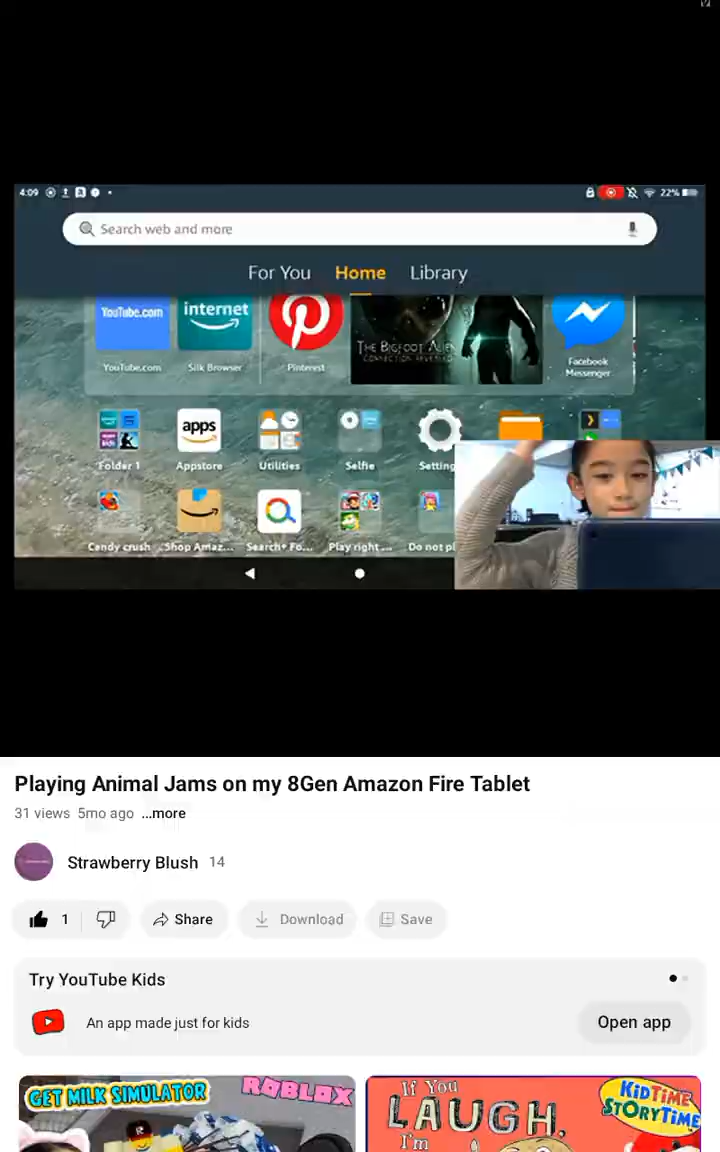 4:09
22%
Search web and more
For You Home Library
YouTube.com internet
THE BIGFOOT ALIEN
CONNECTION REVEALED
YouTube.com Silk Browser Pinterest Facebook
Messenger
apps
Folder 1 Appstore Utilities Selfie Setting
Candy crush Shop Amaz... Search+ Fo... Play right ... Do not pl
Playing Animal Jams on my 8Gen Amazon Fire Tablet
31 views 5mo ago ...more
Strawberry Blush 14
1 Share Download Save
Try YouTube Kids
An app made just for kids
Open app
GET MILK SIMULATOR ROBLOX
If You
LAUGH,
I'm
KiDTiME
StORYTiME